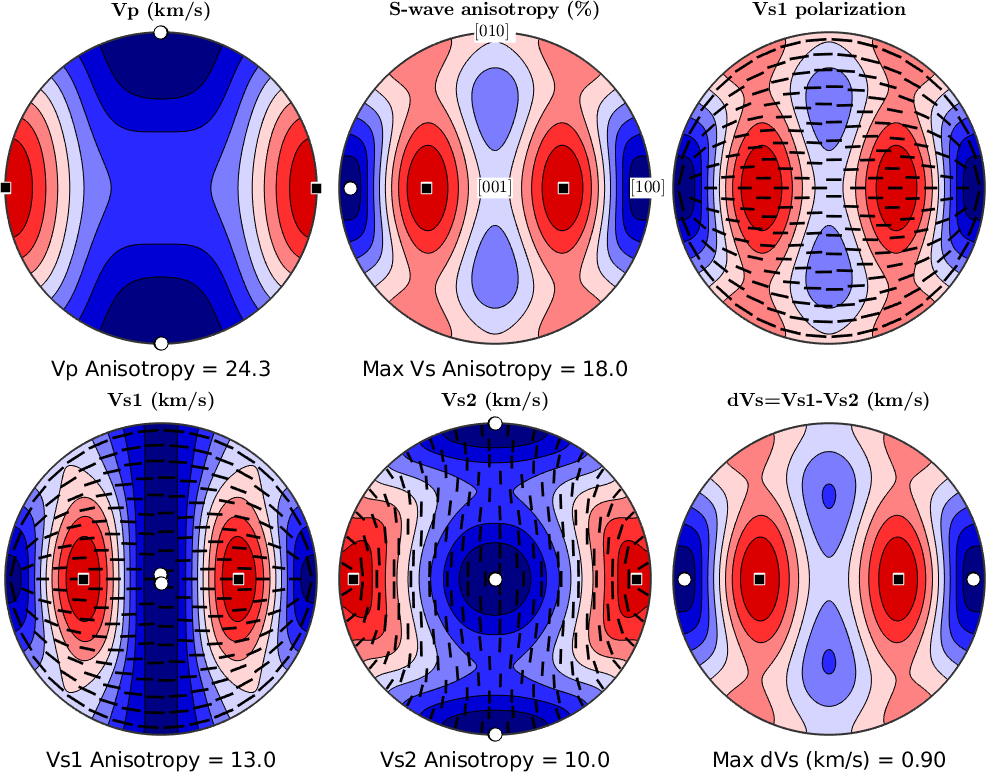 Vp (km/s)
S-wave anisotropy (%)
Vs1 polarization
[010]
[001]
[100]
Vp Anisotropy = 24.3
Max Vs Anisotropy = 18.0
Vs1 (km/s)
Vs2 (km/s)
dVs=Vs1-Vs2 (km/s)
Vs1 Anisotropy = 13.0
Vs2 Anisotropy = 10.0
Max dVs (km/s) = 0.90